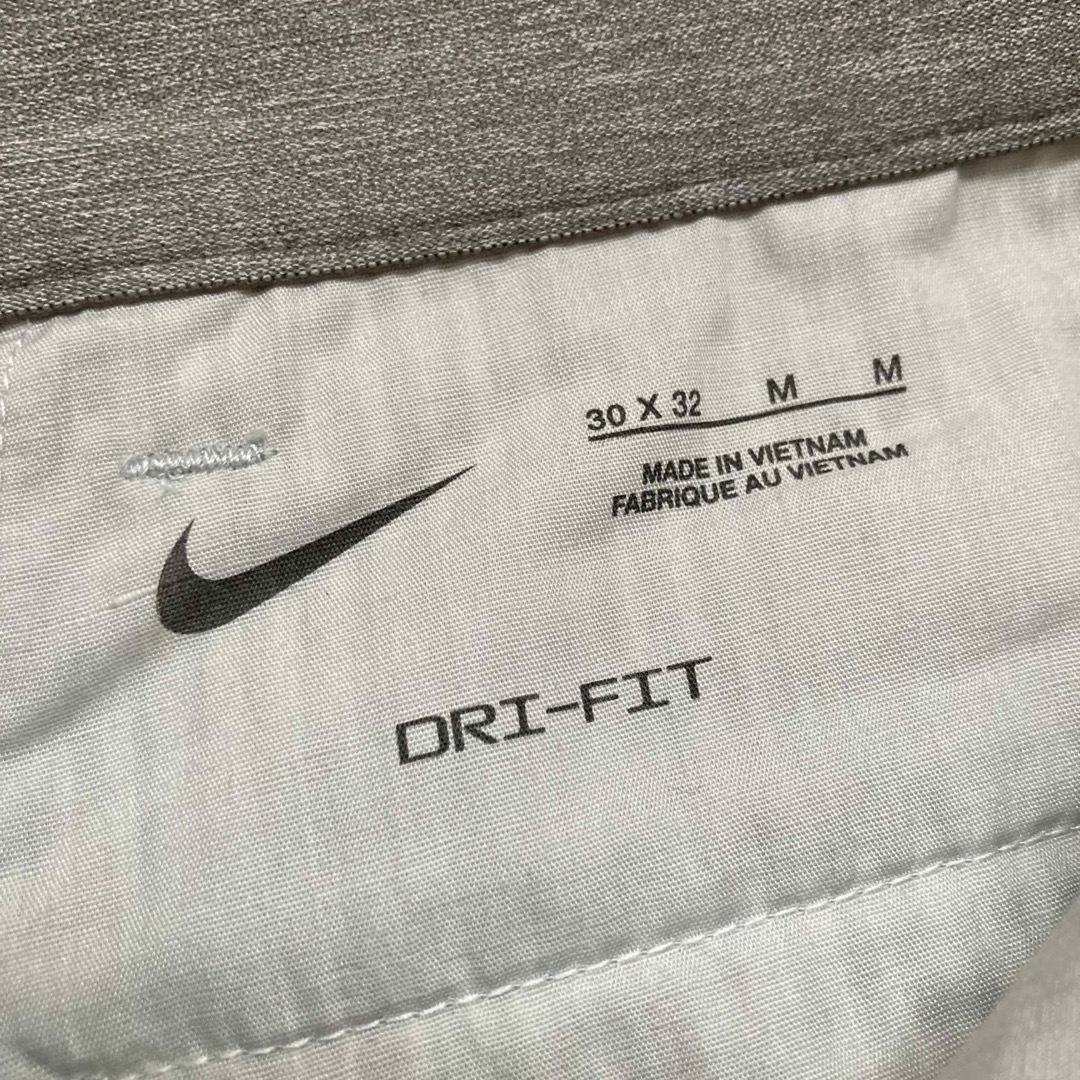 30 X 32 M M
MADE IN VIETNAM
FABRIQUE AU VIETNAM
DRI-FIT